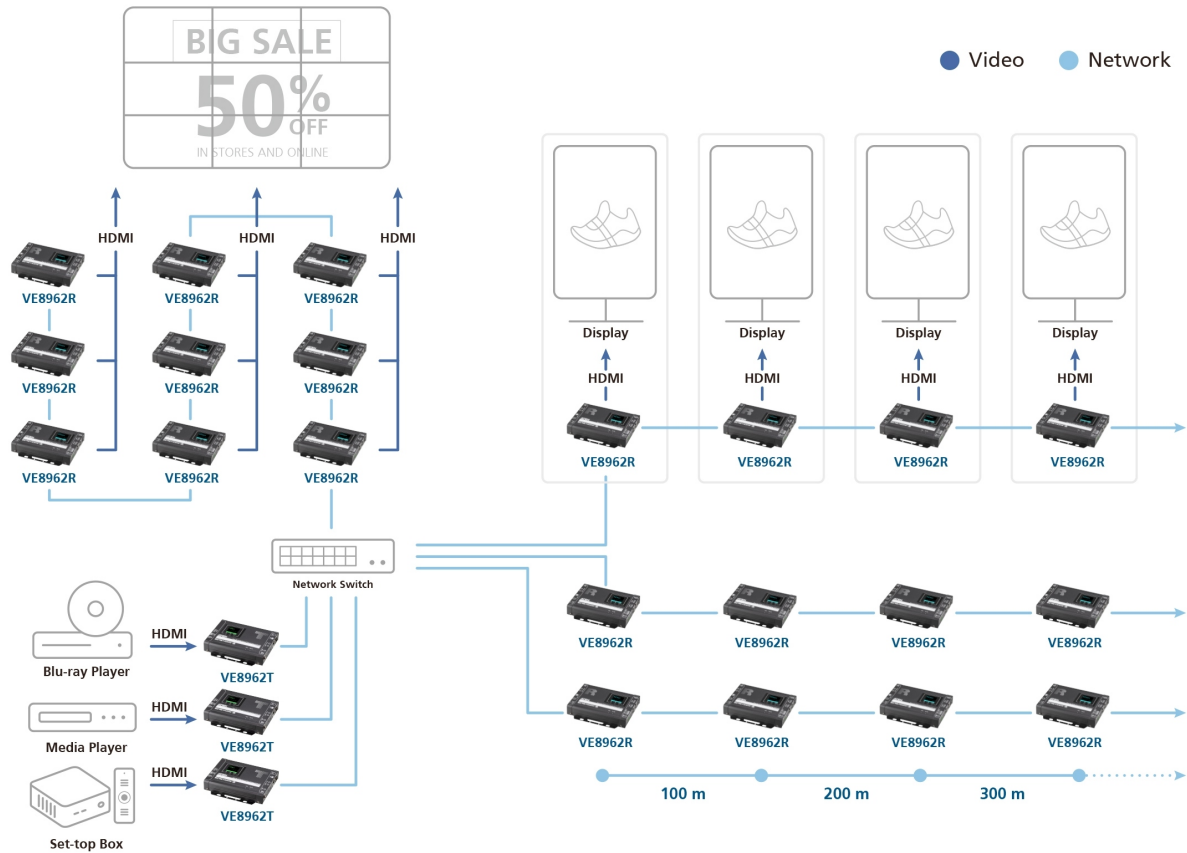 BIG SALE
50%
OFF
IN STORES AND ONLINE
Video
Network
HDMI
HDMI
HDMI
VE8962R
VE8962R
VE8962R
VE8962R
VE8962R
VE8962R
VE8962R
VE8962R
VE8962R
Display
Display
Display
Display
HDMI
HDMI
HDMI
HDMI
VE8962R
VE8962R
VE8962R
VE8962R
Network Switch
HDMI
Blu-ray Player
VE8962T
HDMI
Media Player
VE8962T
HDMI
Set-top Box
VE8962T
VE8962R
VE8962R
VE8962R
VE8962R
VE8962R
VE8962R
VE8962R
VE8962R
100 m
200 m
300 m